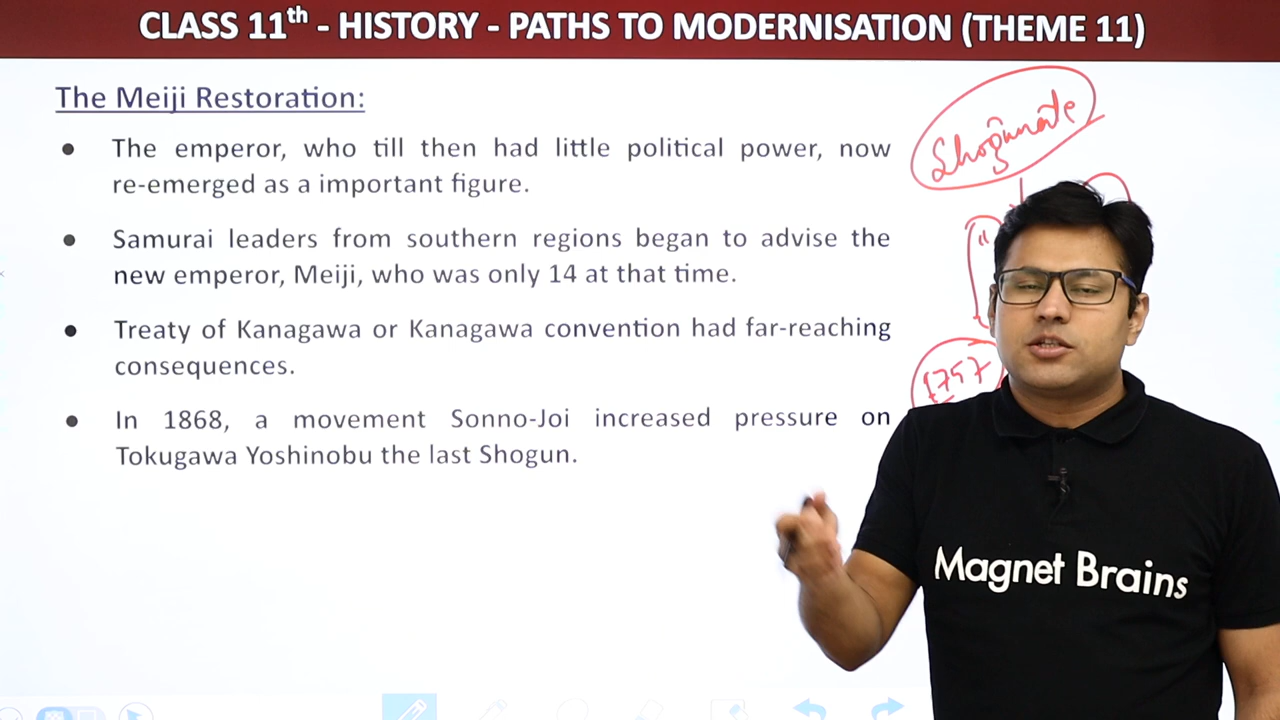 CLASS 11th - HISTORY - PATHS TO MODERNISATION (THEME 11)
The Meiji Restoration:
● The emperor, who till then had little political power, now
re-emerged as a important figure.
● Samurai leaders from southern regions began to advise the
new emperor, Meiji, who was only 14 at that time.
● Treaty of Kanagawa or Kanagawa convention had far-reaching
consequences.
● In 1868, a movement Sonno-Joi increased pressure on
Tokugawa Yoshinobu the last Shogun.
Shogunate
1757
Magnet Brains